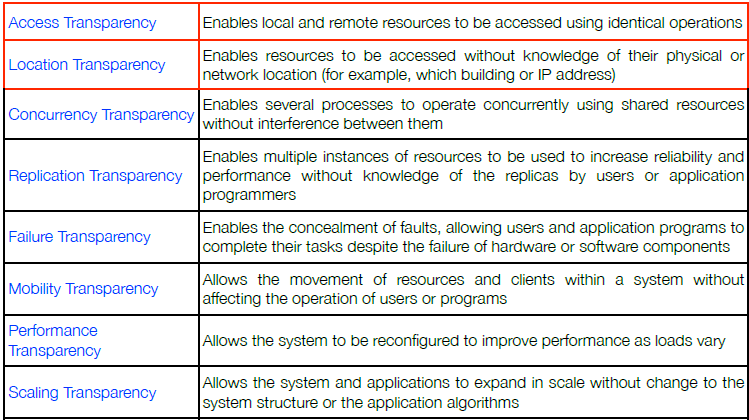 Access Transparency
Enables local and remote resources to be accessed using identical operations
Location Transparency
Enables resources to be accessed without knowledge of their physical or
network location (for example, which building or IP address)
Concurrency Transparency
Enables several processes to operate concurrently using shared resources
without interference between them
Replication Transparency
Enables multiple instances of resources to be used to increase reliability and
performance without knowledge of the replicas by users or application
programmers
Failure Transparency
Enables the concealment of faults, allowing users and application programs to
complete their tasks despite the failure of hardware or software components
Mobility Transparency
Allows the movement of resources and clients within a system without
affecting the operation of users or programs
Performance
Transparency
Allows the system to be reconfigured to improve performance as loads vary
Scaling Transparency
Allows the system and applications to expand in scale without change to the
system structure or the application algorithms